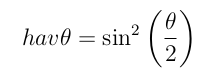 havθ = sin²(θ/2)